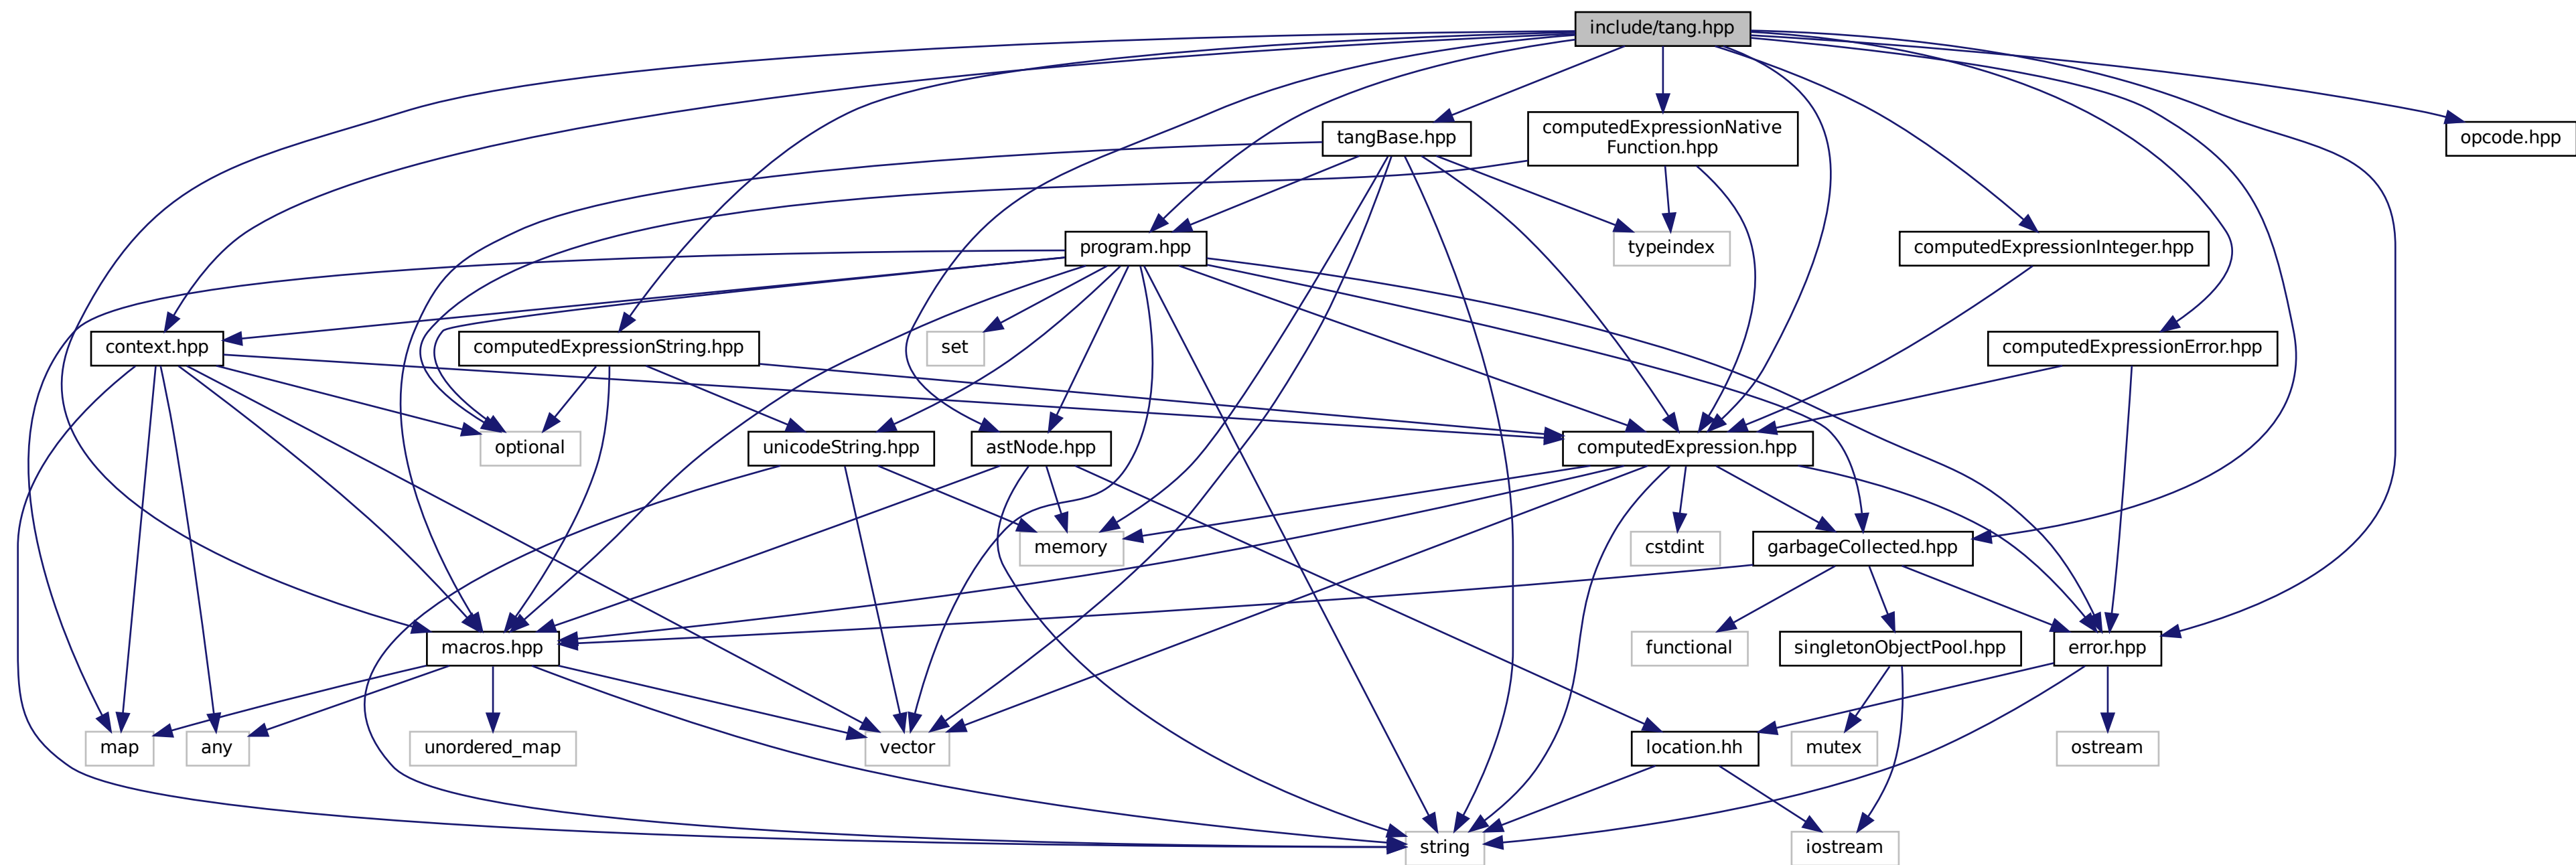 include/tang.hpp
tangBase.hpp
computedExpressionNative
Function.hpp
opcode.hpp
program.hpp
typeindex
computedExpressionInteger.hpp
context.hpp
computedExpressionString.hpp
set
computedExpressionError.hpp
optional
unicodeString.hpp
astNode.hpp
computedExpression.hpp
memory
cstdint
garbageCollected.hpp
macros.hpp
functional
singletonObjectPool.hpp
error.hpp
map
any
unordered_map
vector
location.hh
mutex
ostream
string
iostream